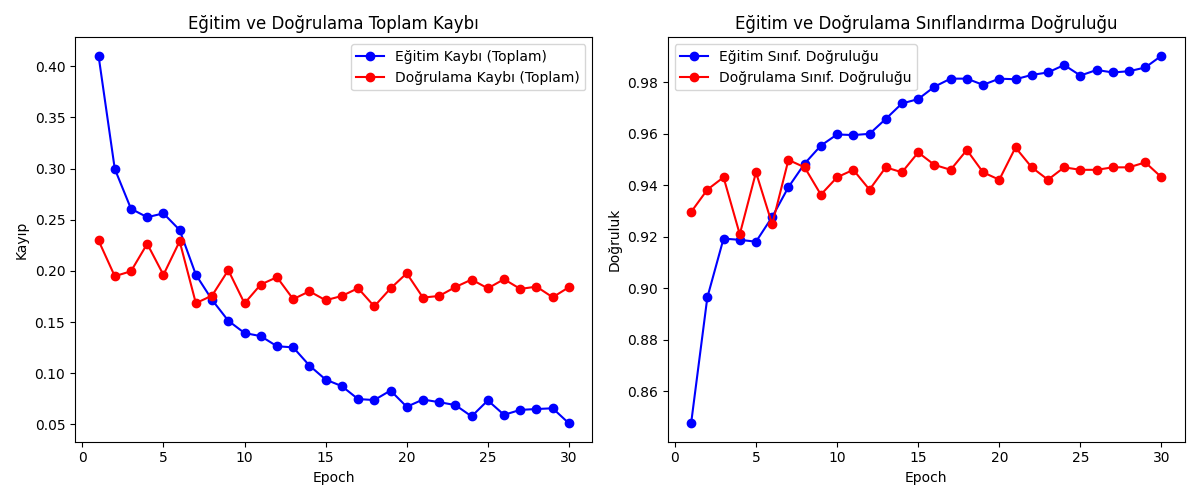 Eğitim ve Doğrulama Toplam Kaybı
Eğitim Kaybı (Toplam)
Doğrulama Kaybı (Toplam)
0.40
0.35
0.30
0.25
0.20
0.15
0.10
0.05
Kayıp
0 5 10 15 20 25 30
Epoch
Eğitim ve Doğrulama Sınıflandırma Doğruluğu
Eğitim Sınıf. Doğruluğu
Doğrulama Sınıf. Doğruluğu
0.98
0.96
0.94
0.92
0.90
0.88
0.86
Doğruluk
0 5 10 15 20 25 30
Epoch